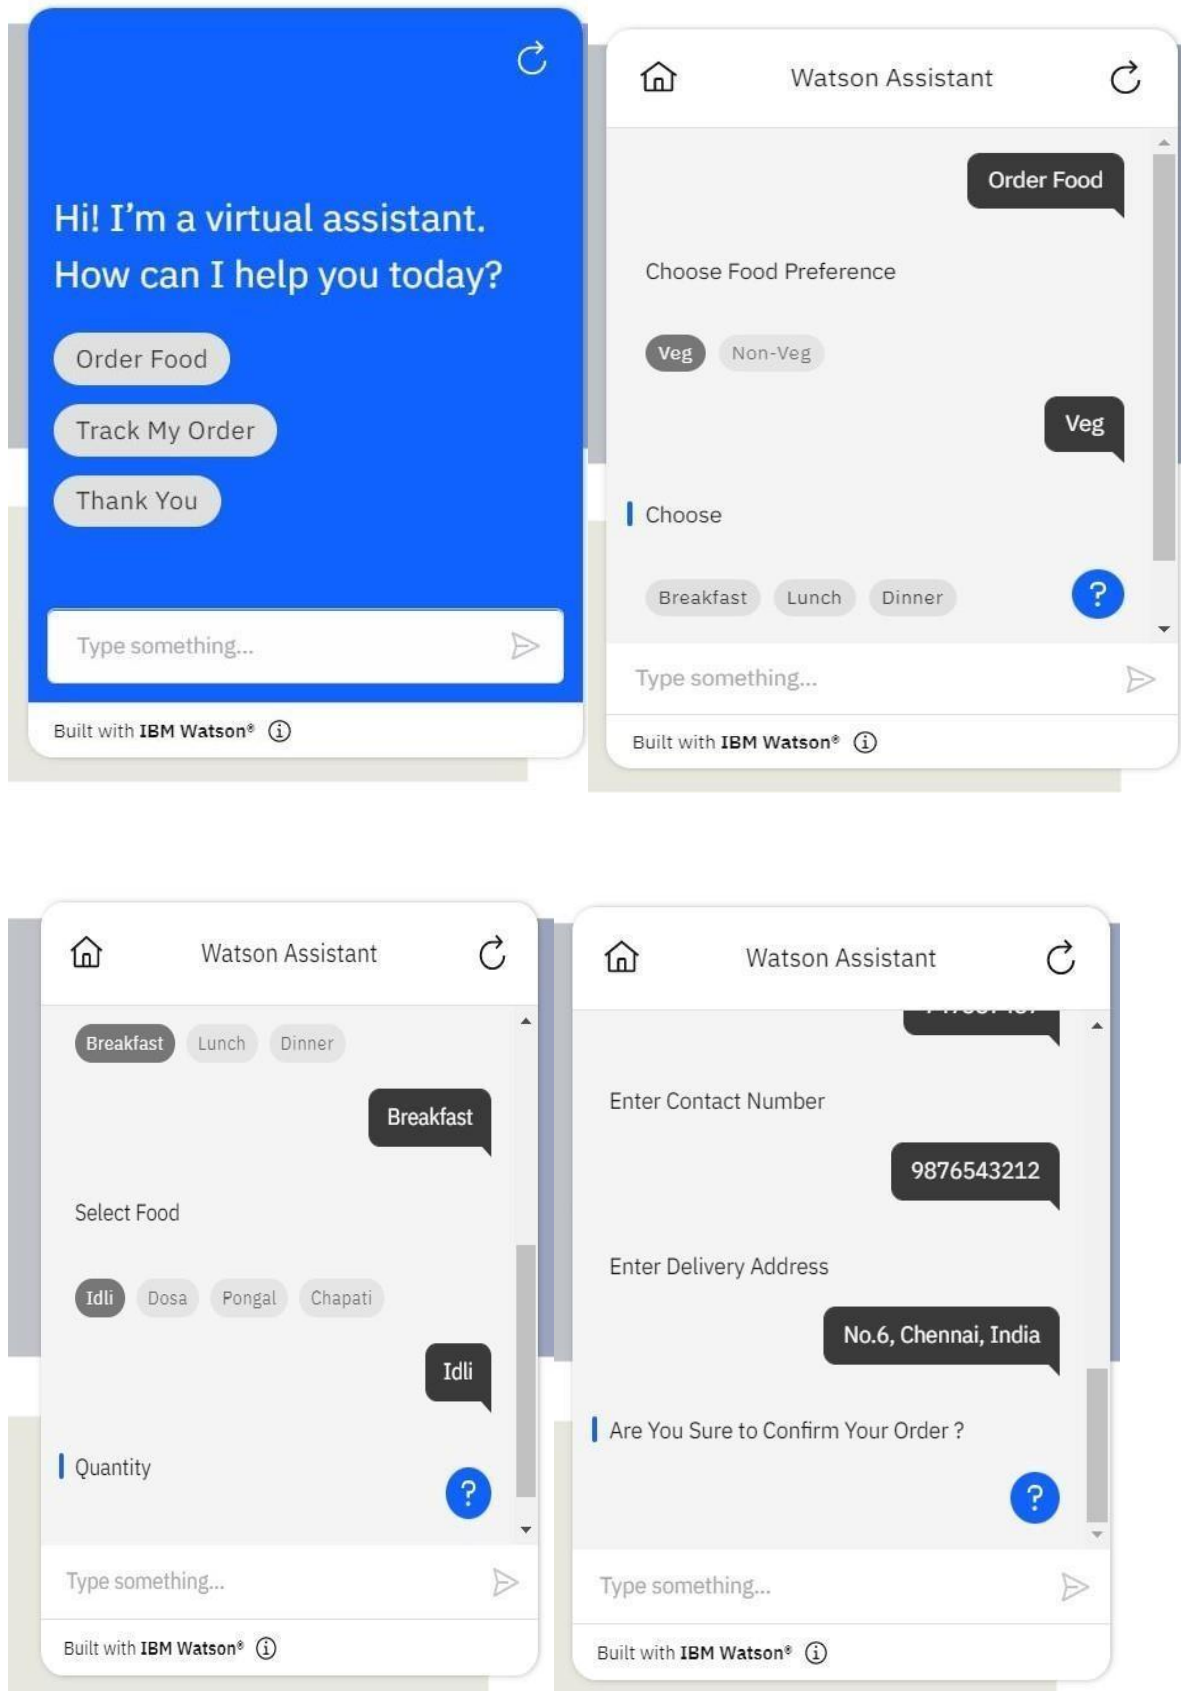 Hi! I’m a virtual assistant.
How can I help you today?
Order Food
Track My Order
Thank You
Type something...
Built with IBM Watson®
Watson Assistant
Order Food
Choose Food Preference
Veg Non-Veg
Veg
Choose
Breakfast Lunch Dinner
?
Type something...
Built with IBM Watson®
Watson Assistant
Breakfast Lunch Dinner
Breakfast
Select Food
Idli Dosa Pongal Chapati
Idli
Quantity
?
Type something...
Built with IBM Watson®
Watson Assistant
Enter Contact Number
9876543212
Enter Delivery Address
No.6, Chennai, India
Are You Sure to Confirm Your Order ?
?
Type something...
Built with IBM Watson®